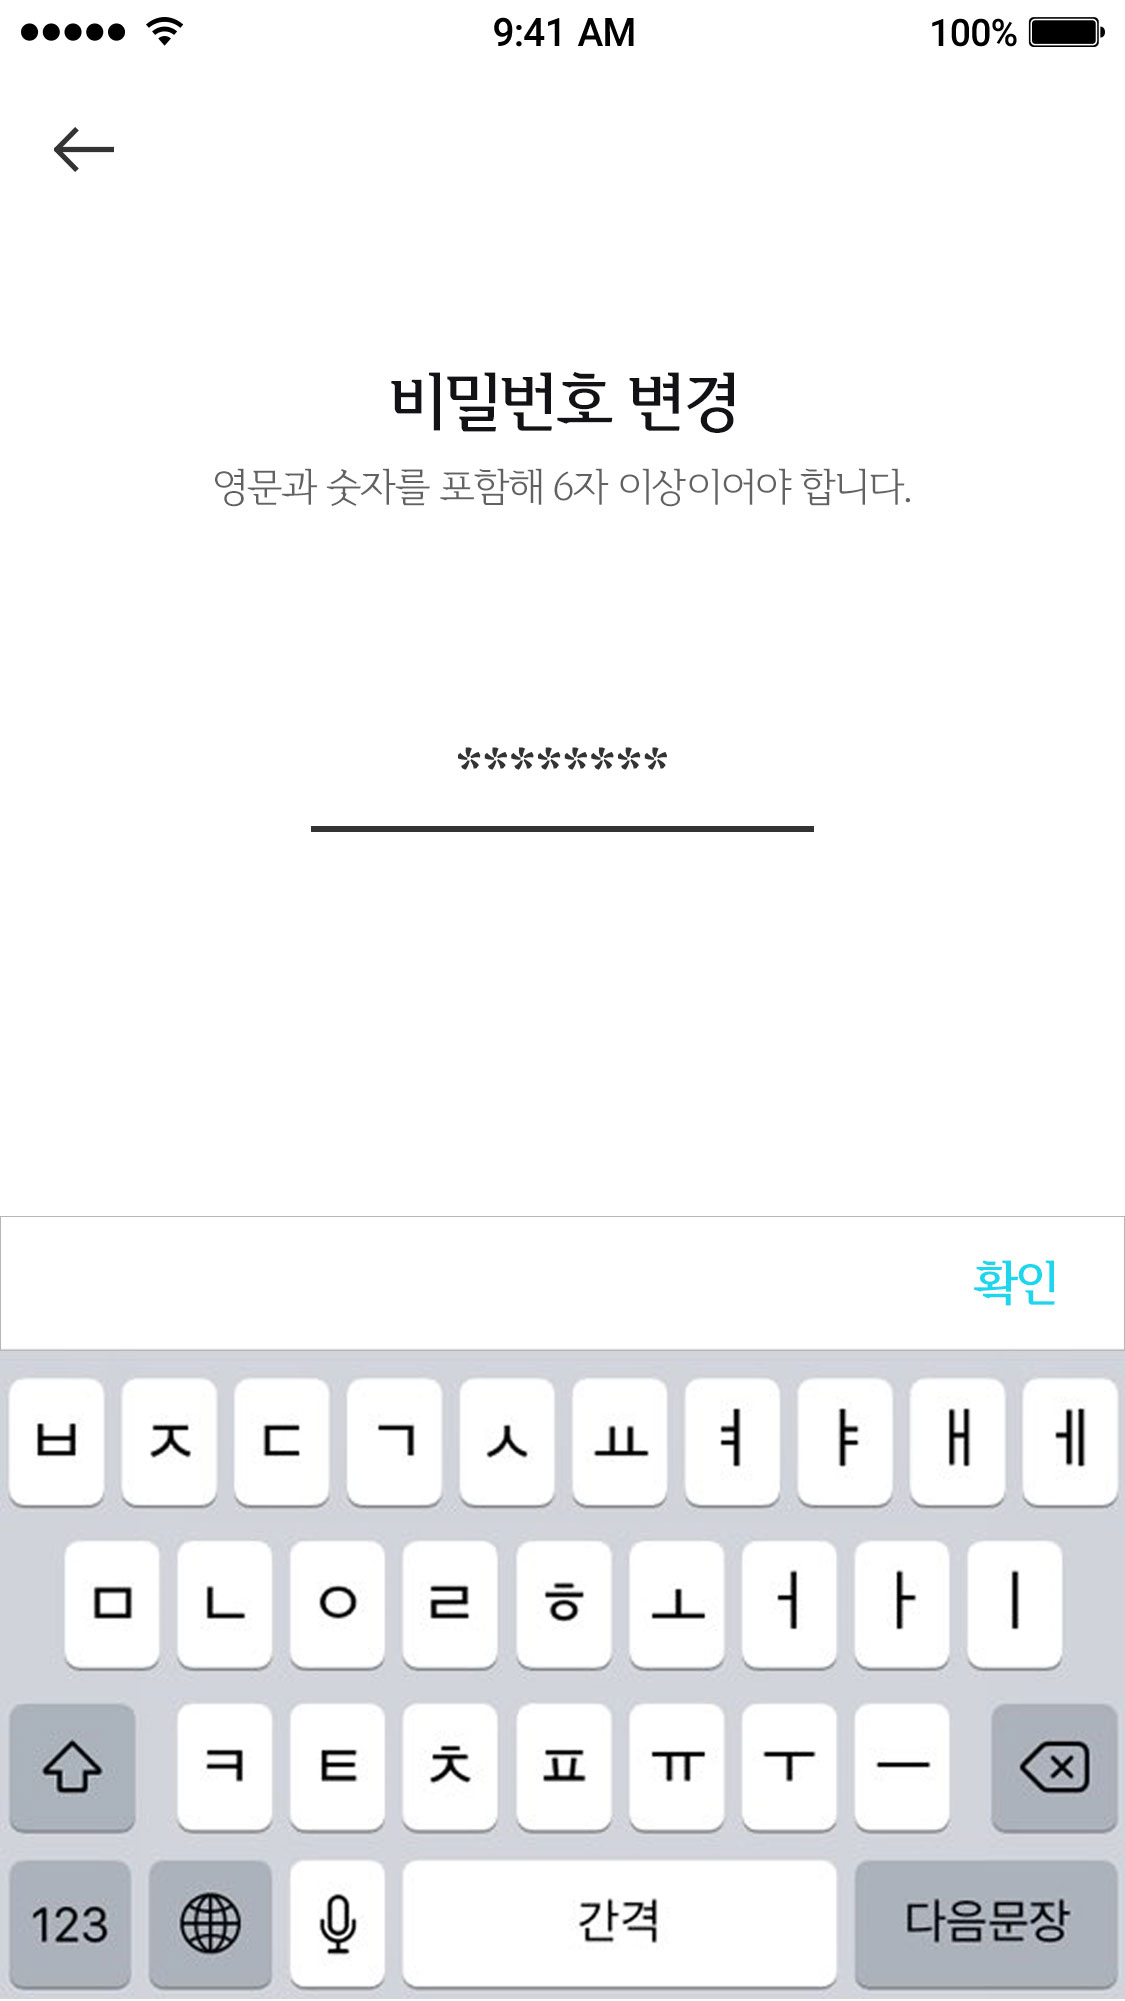 9:41 AM 100%
비밀번호 변경
영문과 숫자를 포함해 6자 이상이어야 합니다.
********
확인
ㅂ ㅈ ㄷ ㄱ ㅅ ㅛ ㅕ ㅑ ㅐ ㅔ
ㅁ ㄴ ㅇ ㄹ ㅎ ㅗ ㅓ ㅏ ㅣ
ㅋ ㅌ ㅊ ㅍ ㅠ ㅜ ㅡ
123 간격 다음문장